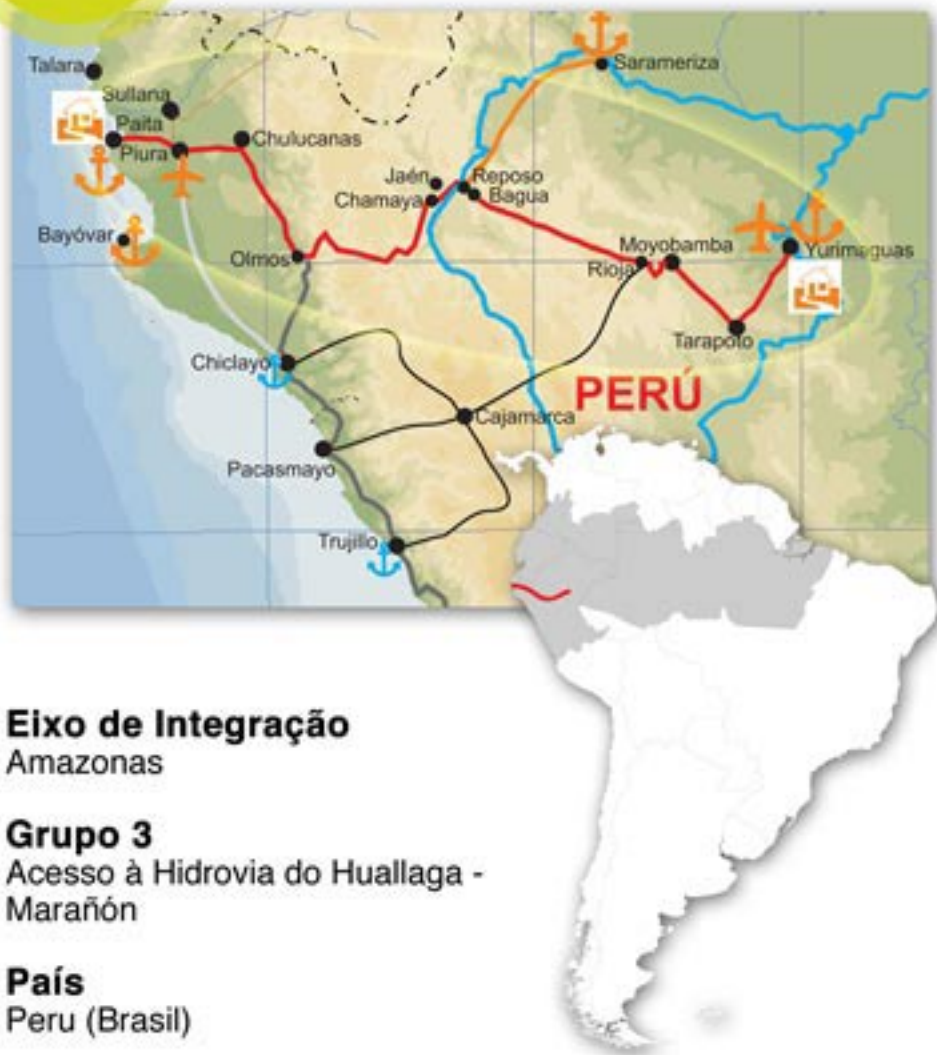 Talara
Sullana
Paita
Piura
Chulucanas
Sarameriza
Jaén
Reposo
Chamaya
Bagua
Bayóvar
Olmos
Moyobamba
Rioja
Yurimaguas
Tarapoto
Chiclayo
PERÚ
Cajamarca
Pacasmayo
Trujillo
Eixo de Integração
Amazonas
Grupo 3
Acesso à Hidrovia do Huallaga -
Marañón
País
Peru (Brasil)